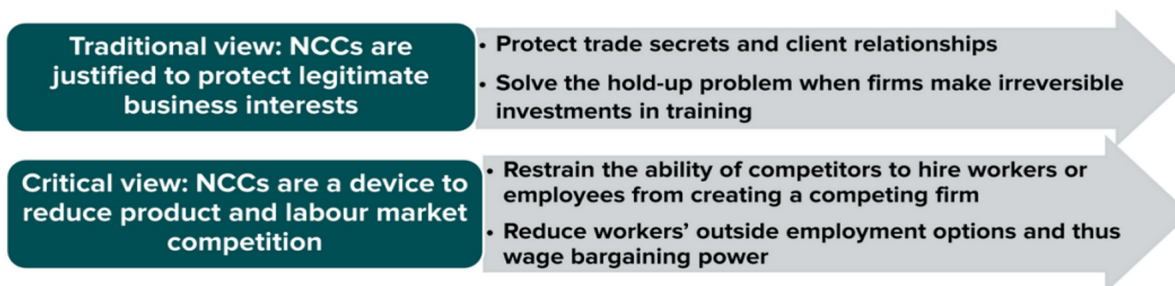 Traditional view: NCCs are
justified to protect legitimate
business interests
• Protect trade secrets and client relationships
• Solve the hold-up problem when firms make irreversible
investments in training
Critical view: NCCs are a device to
reduce product and labour market
competition
• Restrain the ability of competitors to hire workers or
employees from creating a competing firm
• Reduce workers’ outside employment options and thus
wage bargaining power